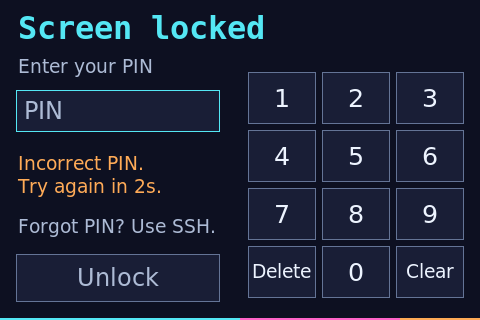 Screen locked
Enter your PIN
PIN
Incorrect PIN.
Try again in 2s.
Forgot PIN? Use SSH.
Unlock
1 2 3
4 5 6
7 8 9
Delete 0 Clear